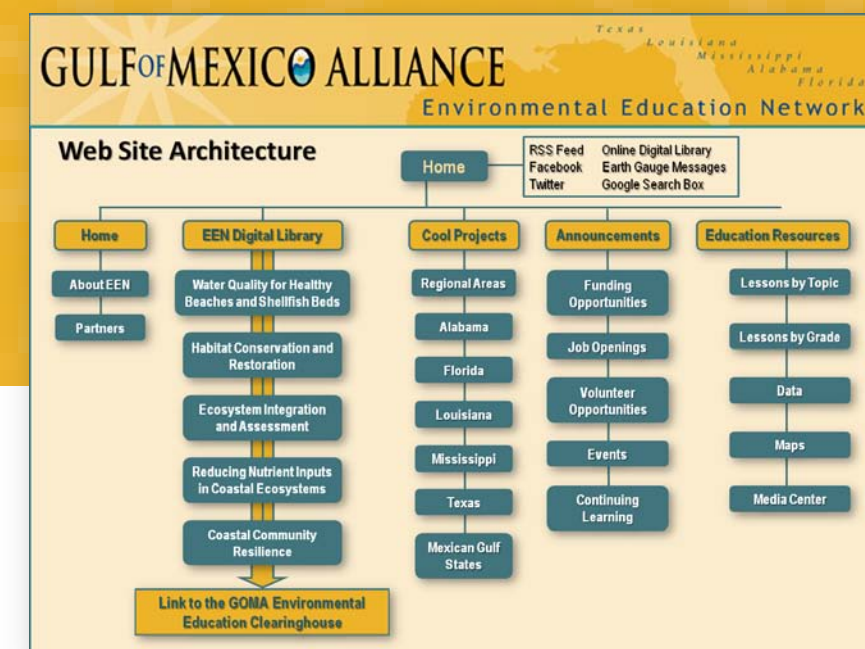 Texas
Louisiana
Mississippi
Alabama
Florida
GULF OF MEXICO ALLIANCE
Environmental Education Network
Web Site Architecture
Home
RSS Feed Online Digital Library
Facebook Earth Gauge Messages
Twitter Google Search Box
Home
About EEN
Partners
EEN Digital Library
Water Quality for Healthy
Beaches and Shellfish Beds
Habitat Conservation and
Restoration
Ecosystem Integration
and Assessment
Reducing Nutrient Inputs
in Coastal Ecosystems
Coastal Community
Resilience
Link to the GOMA Environmental
Education Clearinghouse
Cool Projects
Regional Areas
Alabama
Florida
Louisiana
Mississippi
Texas
Mexican Gulf
States
Announcements
Funding
Opportunities
Job Openings
Volunteer
Opportunities
Events
Continuing
Learning
Education Resources
Lessons by Topic
Lessons by Grade
Data
Maps
Media Center